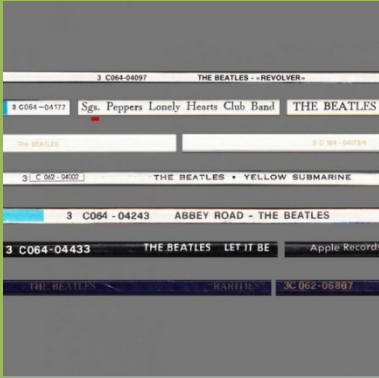 3 C064-04097 THE BEATLES - «REVOLVER»
3 C064-04177 Sgs. Peppers Lonely Hearts Club Band THE BEATLES
The BEATLES
3 C062-04002 THE BEATLES • YELLOW SUBMARINE
3 C064-04243 ABBEY ROAD - THE BEATLES
3 C064-04433 THE BEATLES LET IT BE Apple Records
THE BEATLES "RARITIES" 3C 062-06867